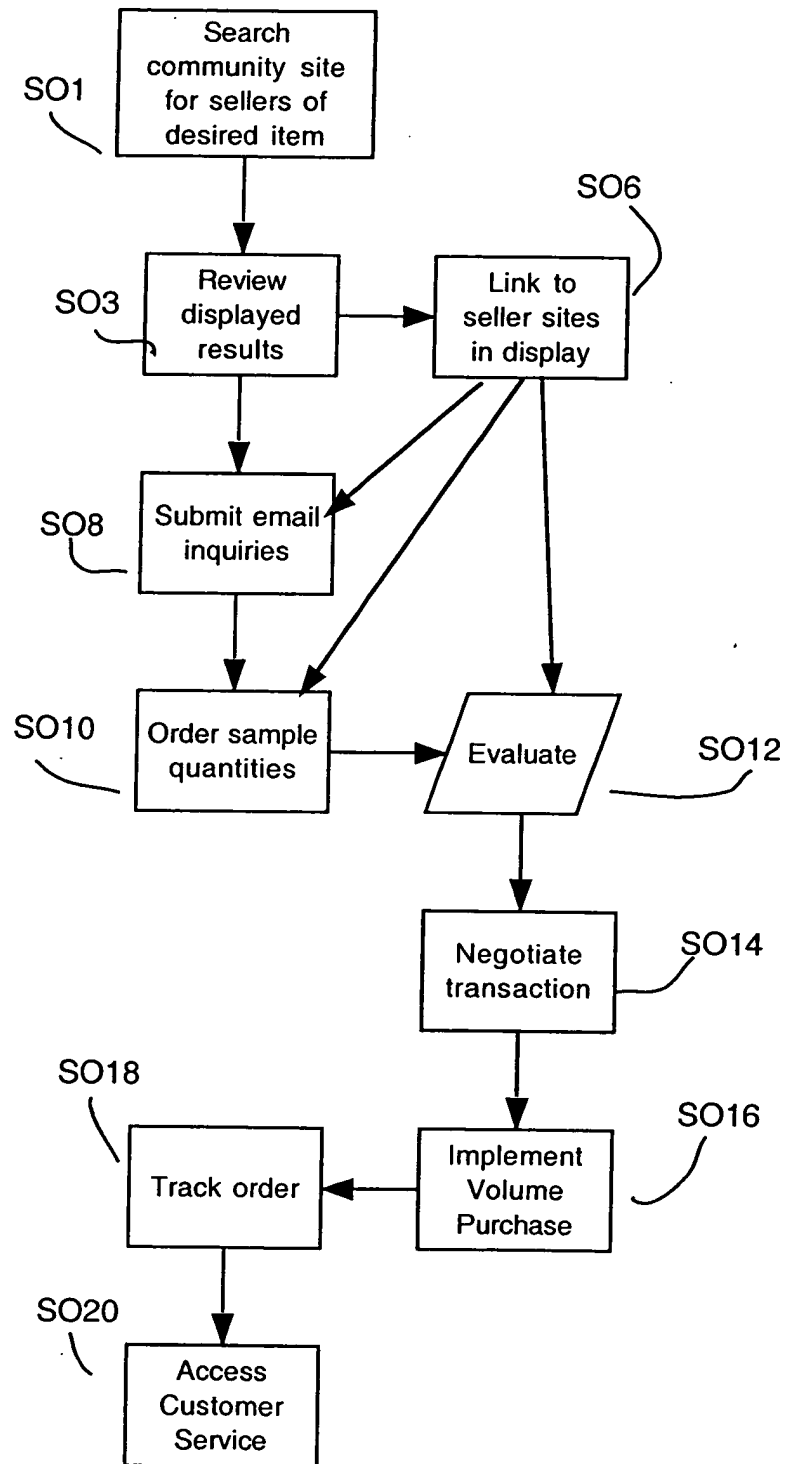 Search
community site
for sellers of
desired item
SO1
SO6
Review
displayed
results
SO3
Link to
seller sites
in display
Submit email
inquiries
SO8
Order sample
quantities
SO10
Evaluate
SO12
Negotiate
transaction
SO14
SO18
Track order
Implement
Volume
Purchase
SO16
SO20
Access
Customer
Service